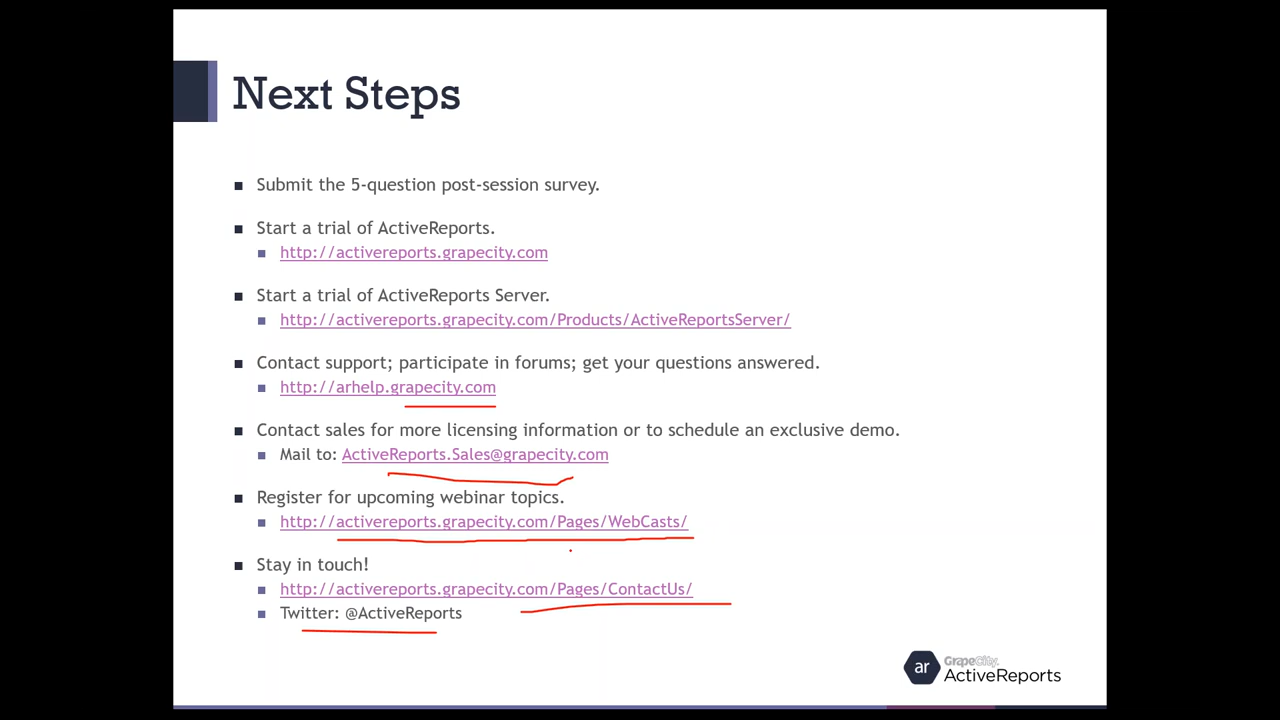 Next Steps
Submit the 5-question post-session survey.
Start a trial of ActiveReports.
http://activereports.grapecity.com
Start a trial of ActiveReports Server.
http://activereports.grapecity.com/Products/ActiveReportsServer/
Contact support; participate in forums; get your questions answered.
http://arhelp.grapecity.com
Contact sales for more licensing information or to schedule an exclusive demo.
Mail to: ActiveReports.Sales@grapecity.com
Register for upcoming webinar topics.
http://activereports.grapecity.com/Pages/WebCasts/
Stay in touch!
http://activereports.grapecity.com/Pages/ContactUs/
Twitter: @ActiveReports
ar
GrapeCity
ActiveReports